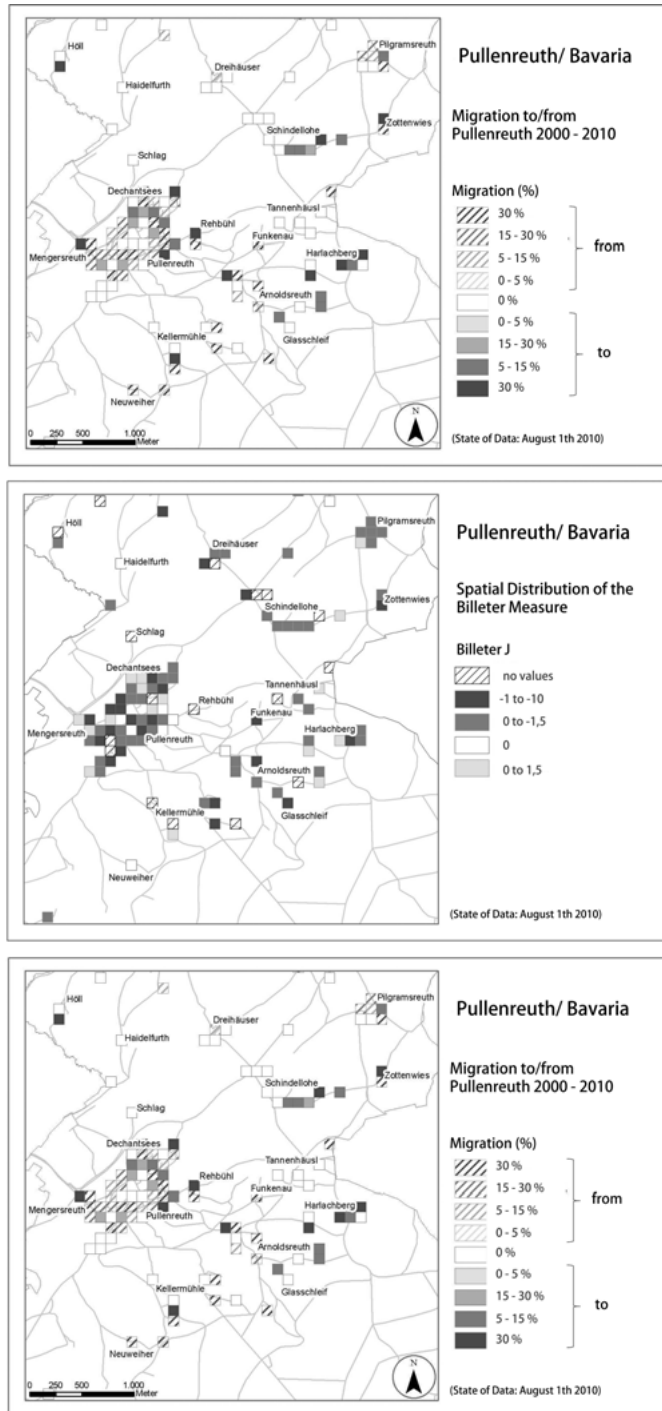 Pullenreuth/ Bavaria
Migration to/from
Pullenreuth 2000 - 2010
Migration (%)
30 %
15 - 30 %
5 - 15 %
0 - 5 %
from
0 %
0 - 5 %
15 - 30 %
5 - 15 %
30 %
to
(State of Data: August 1th 2010)
Höll
Pilgramsreuth
Dreihäuser
Haidelfurth
Zottenwies
Schindellohe
Schlag
Dechantsees
Tannenhäusl
Rehbühl
Funkenau
Mengersreuth
Pullenreuth
Harlachberg
Arnoldsreuth
Kellermühle
Glasschleif
Neuweiher
N
0 250 500 1.000
Meter
Pullenreuth/ Bavaria
Spatial Distribution of the
Billeter Measure
Billeter J
no values
-1 to -10
0 to -1,5
0
0 to 1,5
(State of Data: August 1th 2010)
Höll
Pilgramsreuth
Dreihäuser
Haidelfurth
Zottenwies
Schindellohe
Schlag
Dechantsees
Tannenhäusl
Rehbühl
Funkenau
Mengersreuth
Pullenreuth
Harlachberg
Arnoldsreuth
Kellermühle
Glasschleif
Neuweiher
Pullenreuth/ Bavaria
Migration to/from
Pullenreuth 2000 - 2010
Migration (%)
30 %
15 - 30 %
5 - 15 %
0 - 5 %
from
0 %
0 - 5 %
15 - 30 %
5 - 15 %
30 %
to
(State of Data: August 1th 2010)
Höll
Pilgramsreuth
Dreihäuser
Haidelfurth
Zottenwies
Schindellohe
Schlag
Dechantsees
Tannenhäusl
Rehbühl
Funkenau
Mengersreuth
Pullenreuth
Harlachberg
Arnoldsreuth
Kellermühle
Glasschleif
Neuweiher
N
0 250 500 1.000
Meter